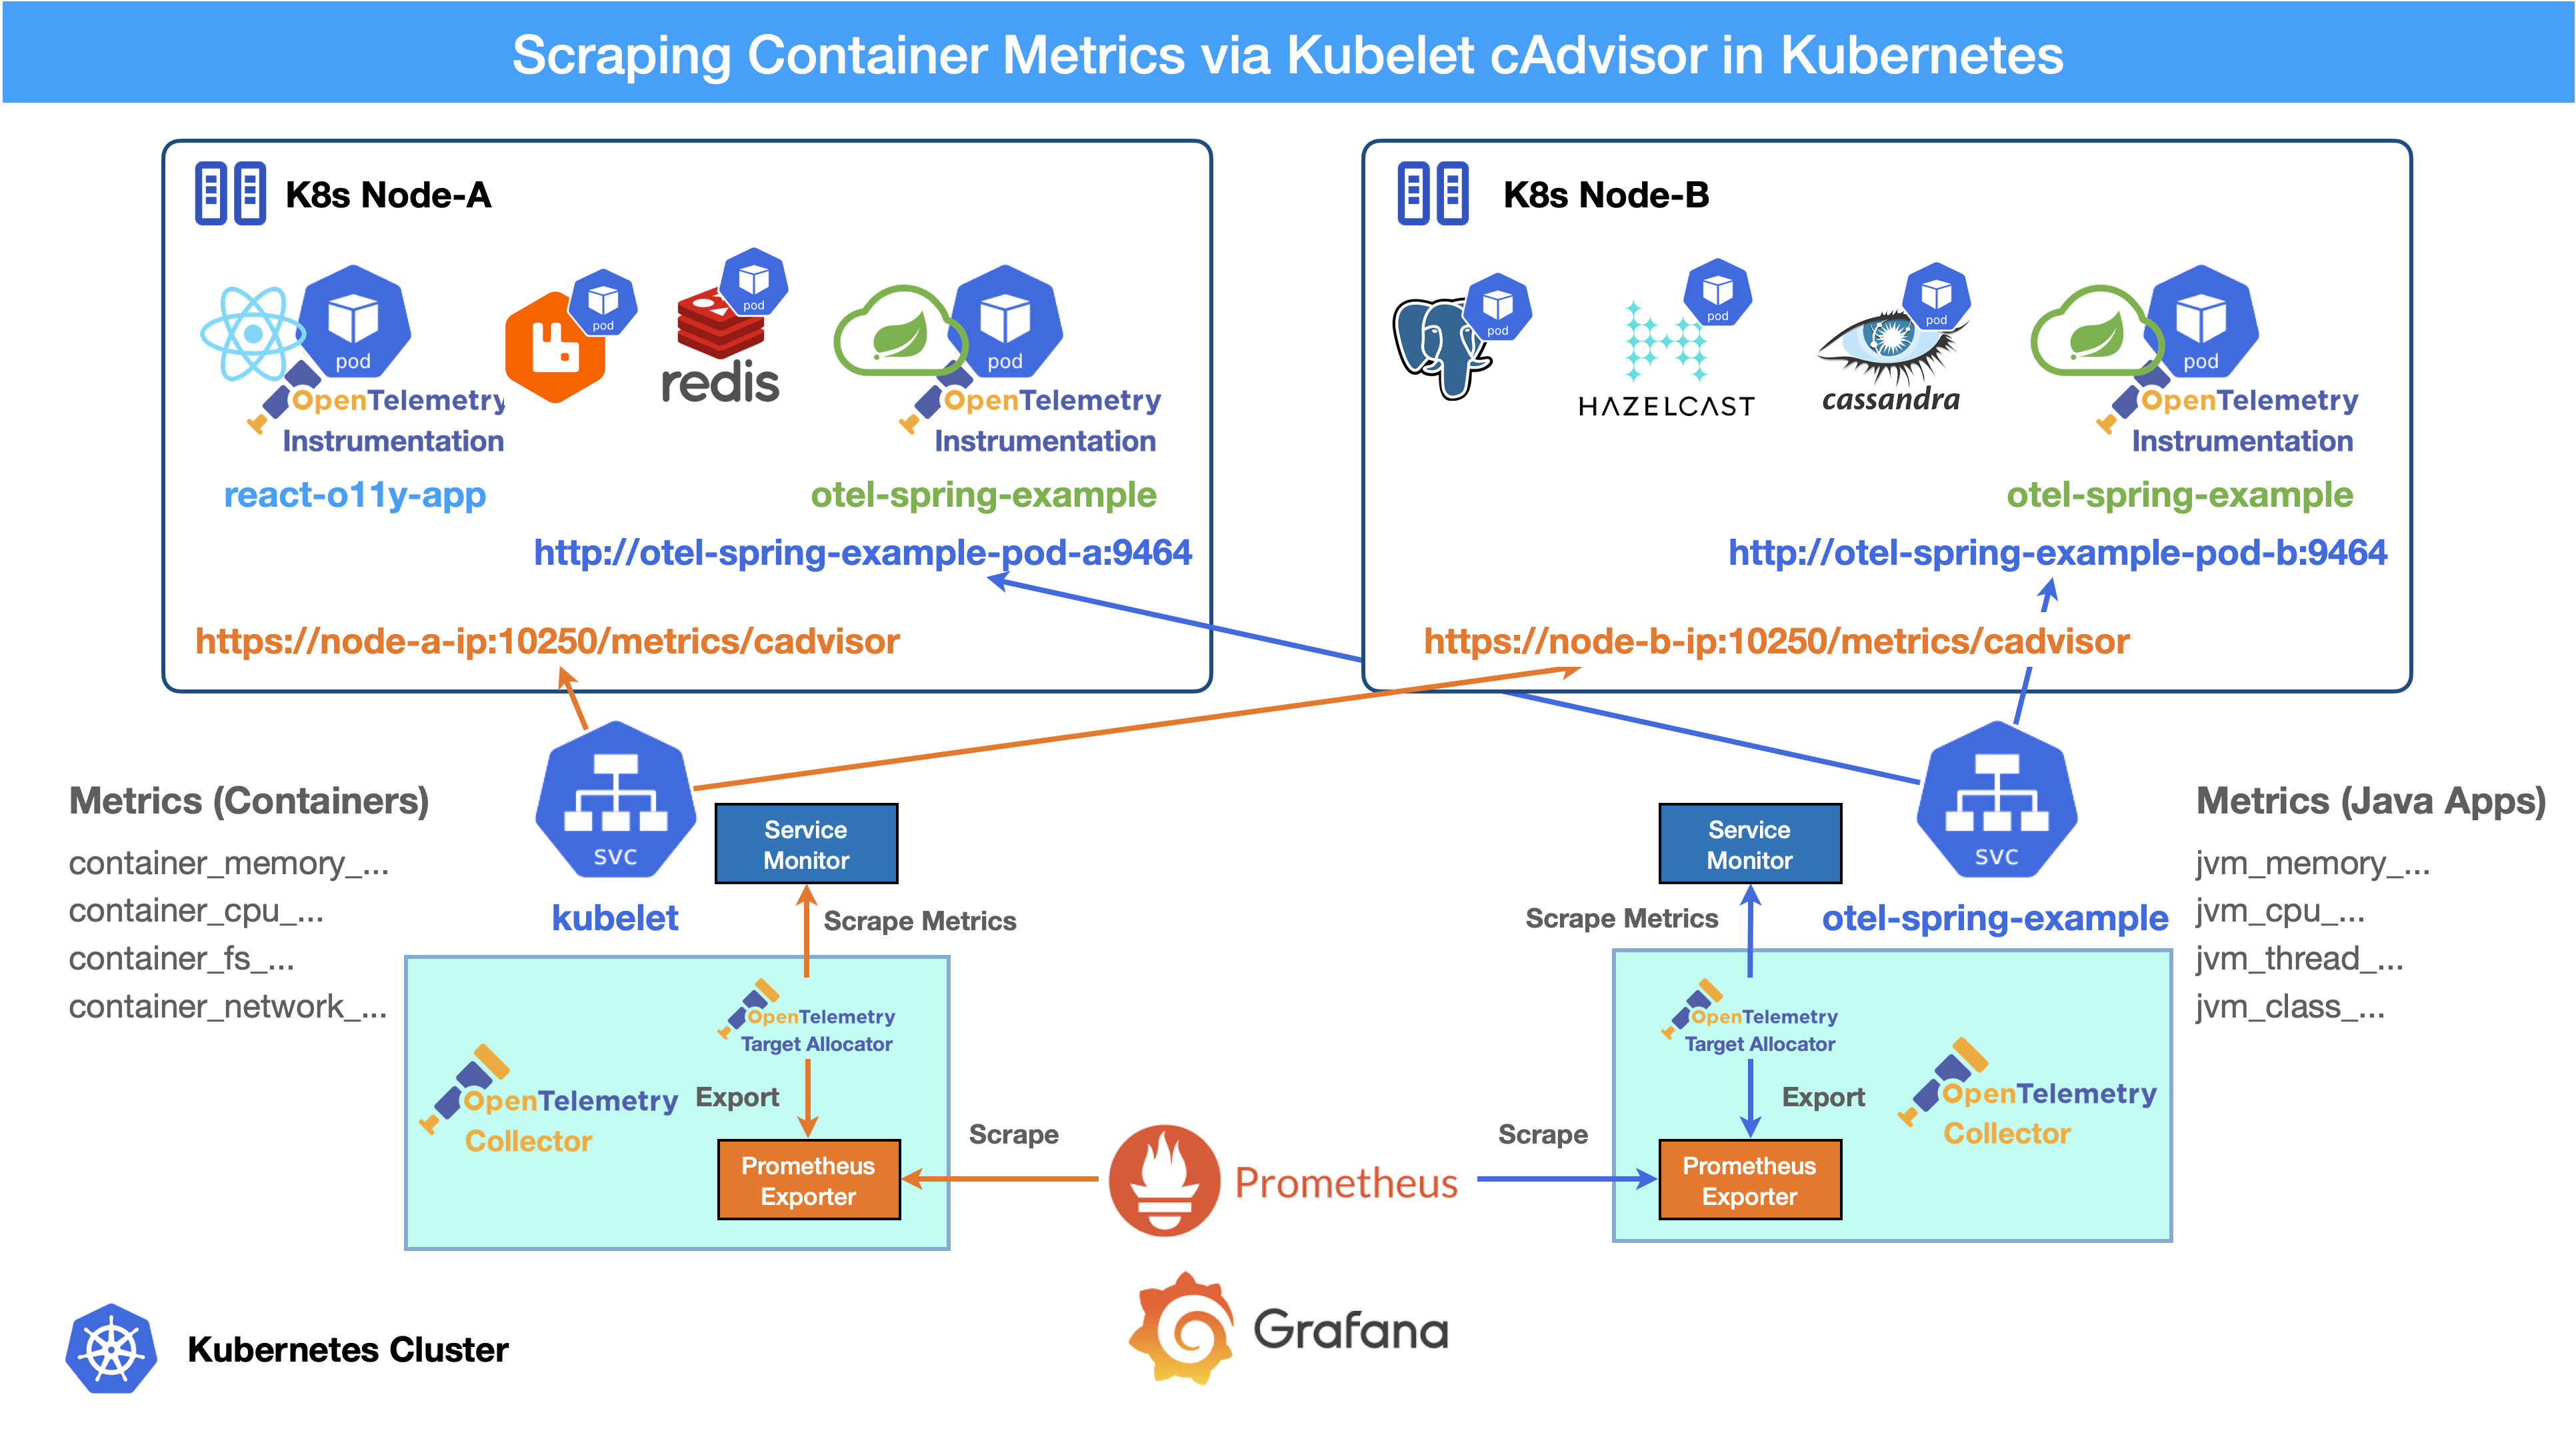 Scraping Container Metrics via Kubelet cAdvisor in Kubernetes
K8s Node-A
pod
OpenTelemetry
Instrumentation
react-o11y-app
pod
pod
redis
pod
OpenTelemetry
Instrumentation
otel-spring-example
http://otel-spring-example-pod-a:9464
https://node-a-ip:10250/metrics/cadvisor
K8s Node-B
pod
pod
HAZELCAST
pod
cassandra
pod
OpenTelemetry
Instrumentation
otel-spring-example
http://otel-spring-example-pod-b:9464
https://node-b-ip:10250/metrics/cadvisor
Metrics (Containers)
container_memory_...
container_cpu_...
container_fs_...
container_network_...
svc
kubelet
Service
Monitor
Scrape Metrics
OpenTelemetry
Target Allocator
Export
OpenTelemetry
Collector
Prometheus
Exporter
Scrape
Prometheus
Scrape
Service
Monitor
Scrape Metrics
svc
otel-spring-example
OpenTelemetry
Target Allocator
Export
OpenTelemetry
Collector
Prometheus
Exporter
Metrics (Java Apps)
jvm_memory_...
jvm_cpu_...
jvm_thread_...
jvm_class_...
Grafana
Kubernetes Cluster